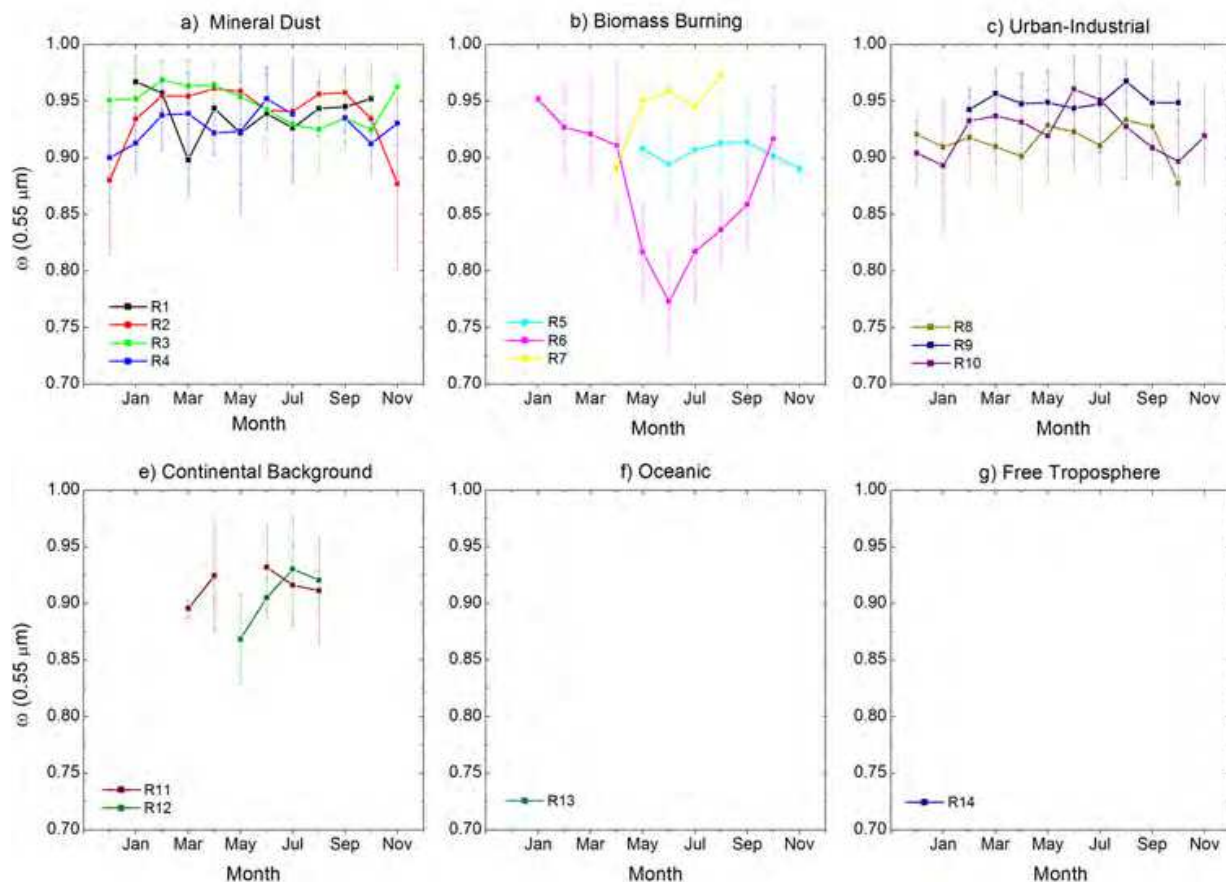 a) Mineral Dust
b) Biomass Burning
c) Urban-Industrial
1.00
0.95
0.90
0.85
0.80
0.75
0.70
ω (0.55 μm)
R1
R2
R3
R4
Jan Mar May Jul Sep Nov
Month
1.00
0.95
0.90
0.85
0.80
0.75
0.70
R5
R6
R7
Jan Mar May Jul Sep Nov
Month
1.00
0.95
0.90
0.85
0.80
0.75
0.70
R8
R9
R10
Jan Mar May Jul Sep Nov
Month
e) Continental Background
f) Oceanic
g) Free Troposphere
1.00
0.95
0.90
0.85
0.80
0.75
0.70
ω (0.55 μm)
R11
R12
Jan Mar May Jul Sep Nov
Month
1.00
0.95
0.90
0.85
0.80
0.75
0.70
R13
Jan Mar May Jul Sep Nov
Month
1.00
0.95
0.90
0.85
0.80
0.75
0.70
R14
Jan Mar May Jul Sep Nov
Month